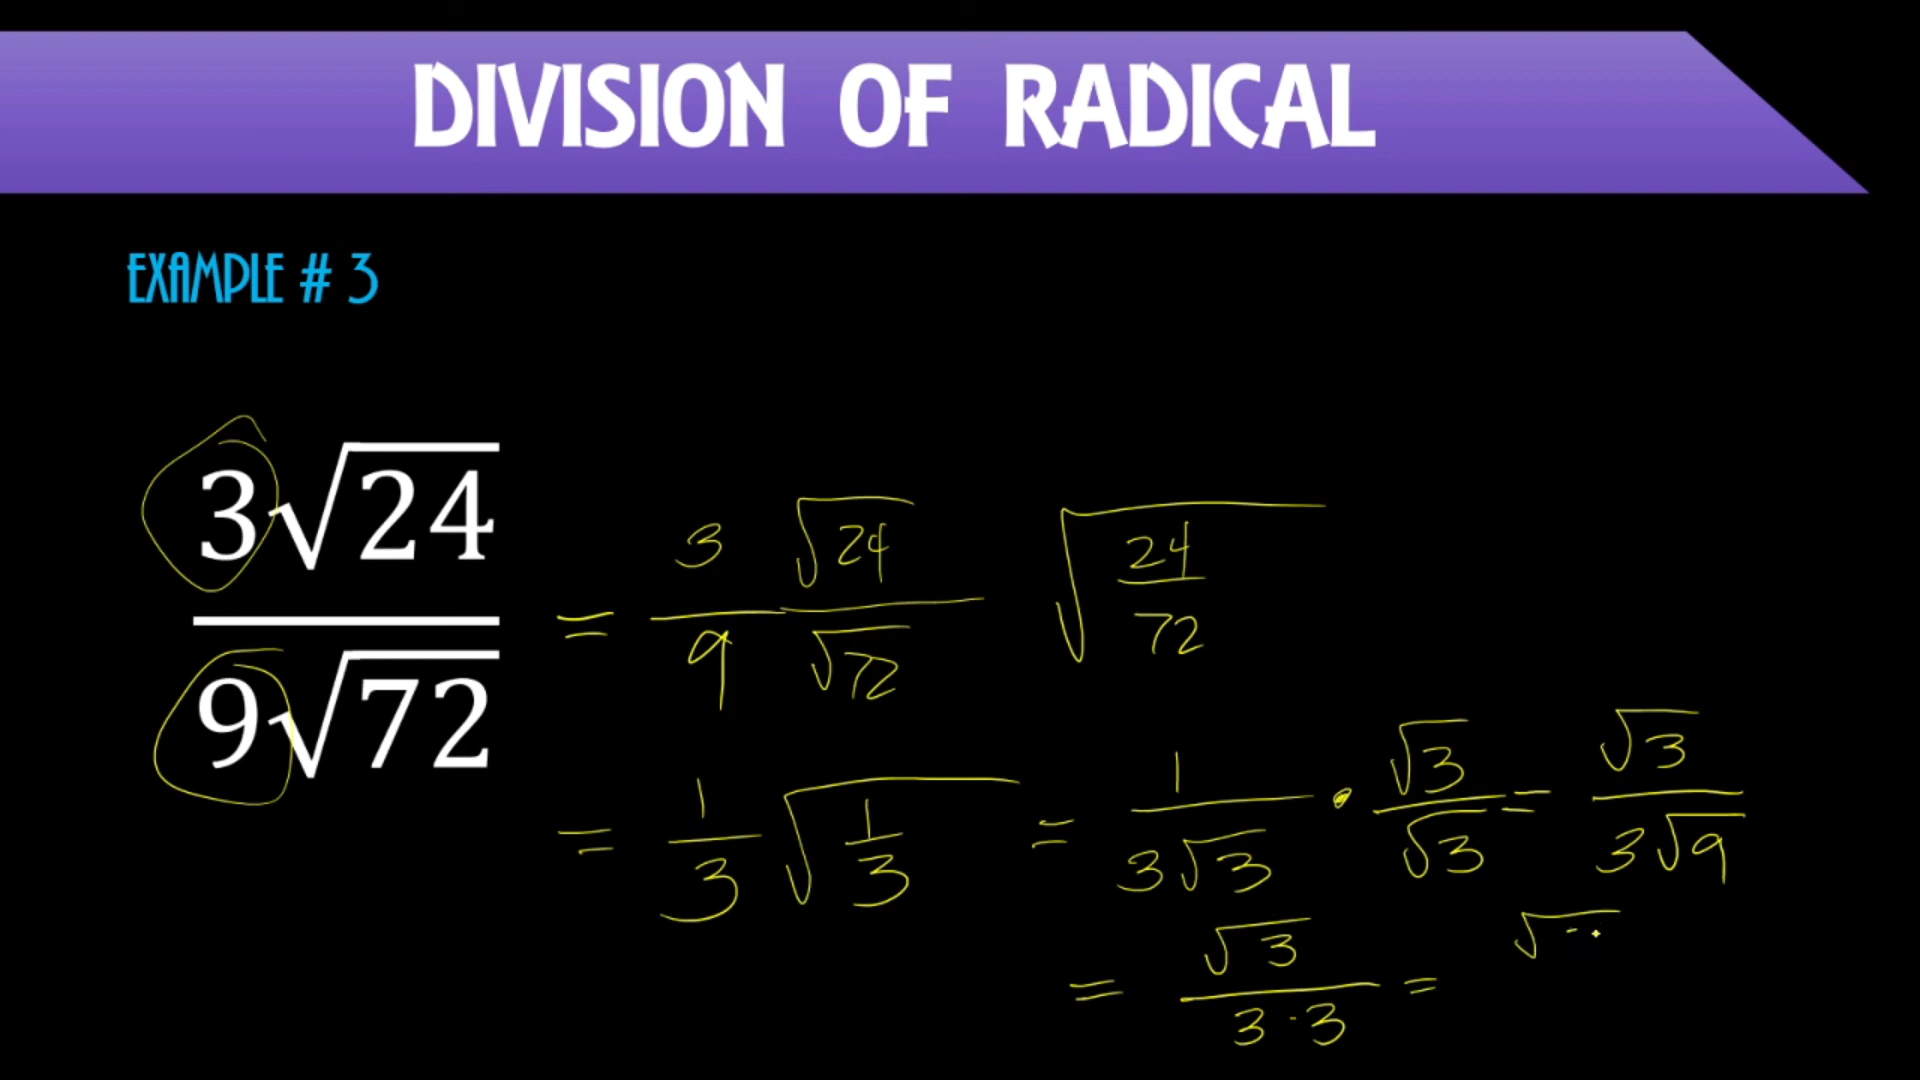 DIVISION OF RADICAL
EXAMPLE # 3
3√24 / 9√72 = 3/9 √24/√72 √(24/72)
= 1/3 √(1/3) = 1/(3√3) · √3/√3 = √3/(3√9)
= √3/(3·3) = √